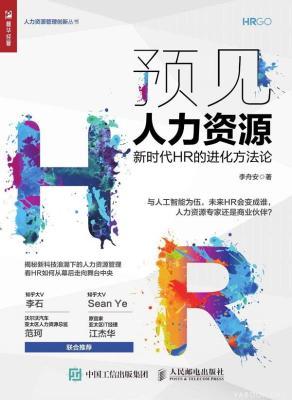 人力资源管理创新丛书
HRGO
预见
人力资源
新时代HR的进化方法论
李舟安◎著
与人工智能为伍,未来HR会变成谁,
人力资源专家还是商业伙伴?
HR
揭秘新科技浪潮下的人力资源管理
看HR如何从幕后走向舞台中央
知乎大V
李石
知乎大V
Sean Ye
沃尔沃汽车
亚太区人力资源总监
范珂
原百家
亚太区IT经理
江杰华
联合推荐
中国工信出版集团
人民邮电出版社
POSTS & TELECOM PRESS